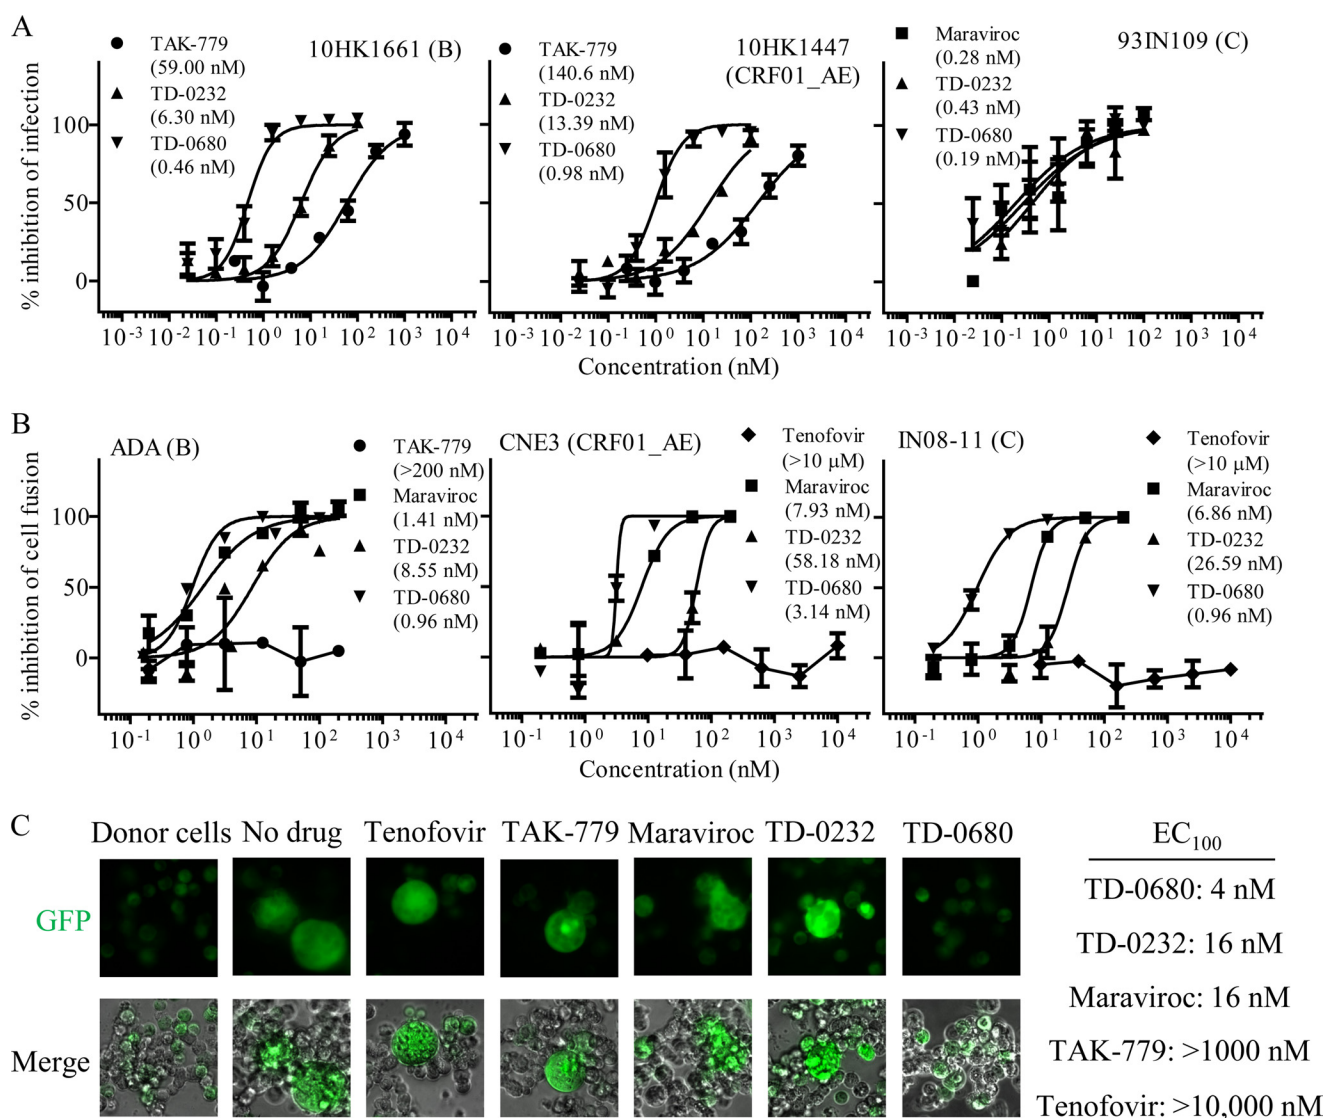 A
TAK-779
(59.00 nM)
TD-0232
(6.30 nM)
TD-0680
(0.46 nM)
10HK1661 (B)
TAK-779
(140.6 nM)
TD-0232
(13.39 nM)
TD-0680
(0.98 nM)
10HK1447
(CRF01_AE)
Maraviroc
(0.28 nM)
TD-0232
(0.43 nM)
TD-0680
(0.19 nM)
93IN109 (C)
% inhibition of infection
100
50
0
10-3 10-2 10-1 100 101 102 103 104
10-3 10-2 10-1 100 101 102 103 104
10-3 10-2 10-1 100 101 102 103 104
Concentration (nM)
B
ADA (B)
TAK-779
(>200 nM)
Maraviroc
(1.41 nM)
TD-0232
(8.55 nM)
TD-0680
(0.96 nM)
CNE3 (CRF01_AE)
Tenofovir
(>10 μM)
Maraviroc
(7.93 nM)
TD-0232
(58.18 nM)
TD-0680
(3.14 nM)
IN08-11 (C)
Tenofovir
(>10 μM)
Maraviroc
(6.86 nM)
TD-0232
(26.59 nM)
TD-0680
(0.96 nM)
% inhibition of cell fusion
100
50
0
10-1 100 101 102 103 104
10-1 100 101 102 103 104
10-1 100 101 102 103 104
Concentration (nM)
C
Donor cells No drug Tenofovir TAK-779 Maraviroc TD-0232 TD-0680
GFP
Merge
EC100
TD-0680: 4 nM
TD-0232: 16 nM
Maraviroc: 16 nM
TAK-779: >1000 nM
Tenofovir: >10,000 nM